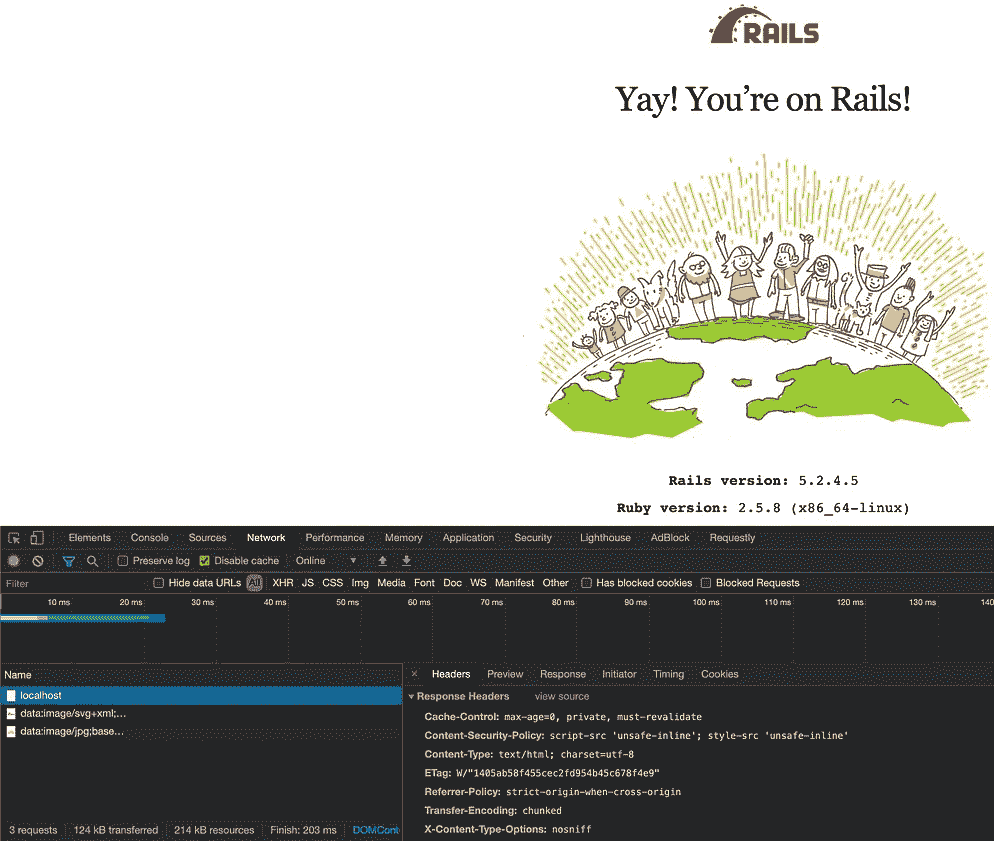 RAILS
Yay! You're on Rails!
Rails version: 5.2.4.5
Ruby version: 2.5.8 (x86_64-linux)
Elements Console Sources Network Performance Memory Application Security Lighthouse AdBlock Requestly
Preserve log Disable cache Online
Filter Hide data URLs All XHR JS CSS Img Media Font Doc WS Manifest Other Has blocked cookies Blocked Requests
10 ms 20 ms 30 ms 40 ms 50 ms 60 ms 70 ms 80 ms 90 ms 100 ms 110 ms 120 ms 130 ms 140
Name × Headers Preview Response Initiator Timing Cookies
localhost
data:image/svg+xml;...
data:image/jpg;base...
Response Headers view source
Cache-Control: max-age=0, private, must-revalidate
Content-Security-Policy: script-src 'unsafe-inline'; style-src 'unsafe-inline'
Content-Type: text/html; charset=utf-8
ETag: W/"1405ab58f455cec2fd954b45c678f4e9"
Referrer-Policy: strict-origin-when-cross-origin
Transfer-Encoding: chunked
X-Content-Type-Options: nosniff
3 requests 124 kB transferred 214 kB resources Finish: 203 ms DOMCont